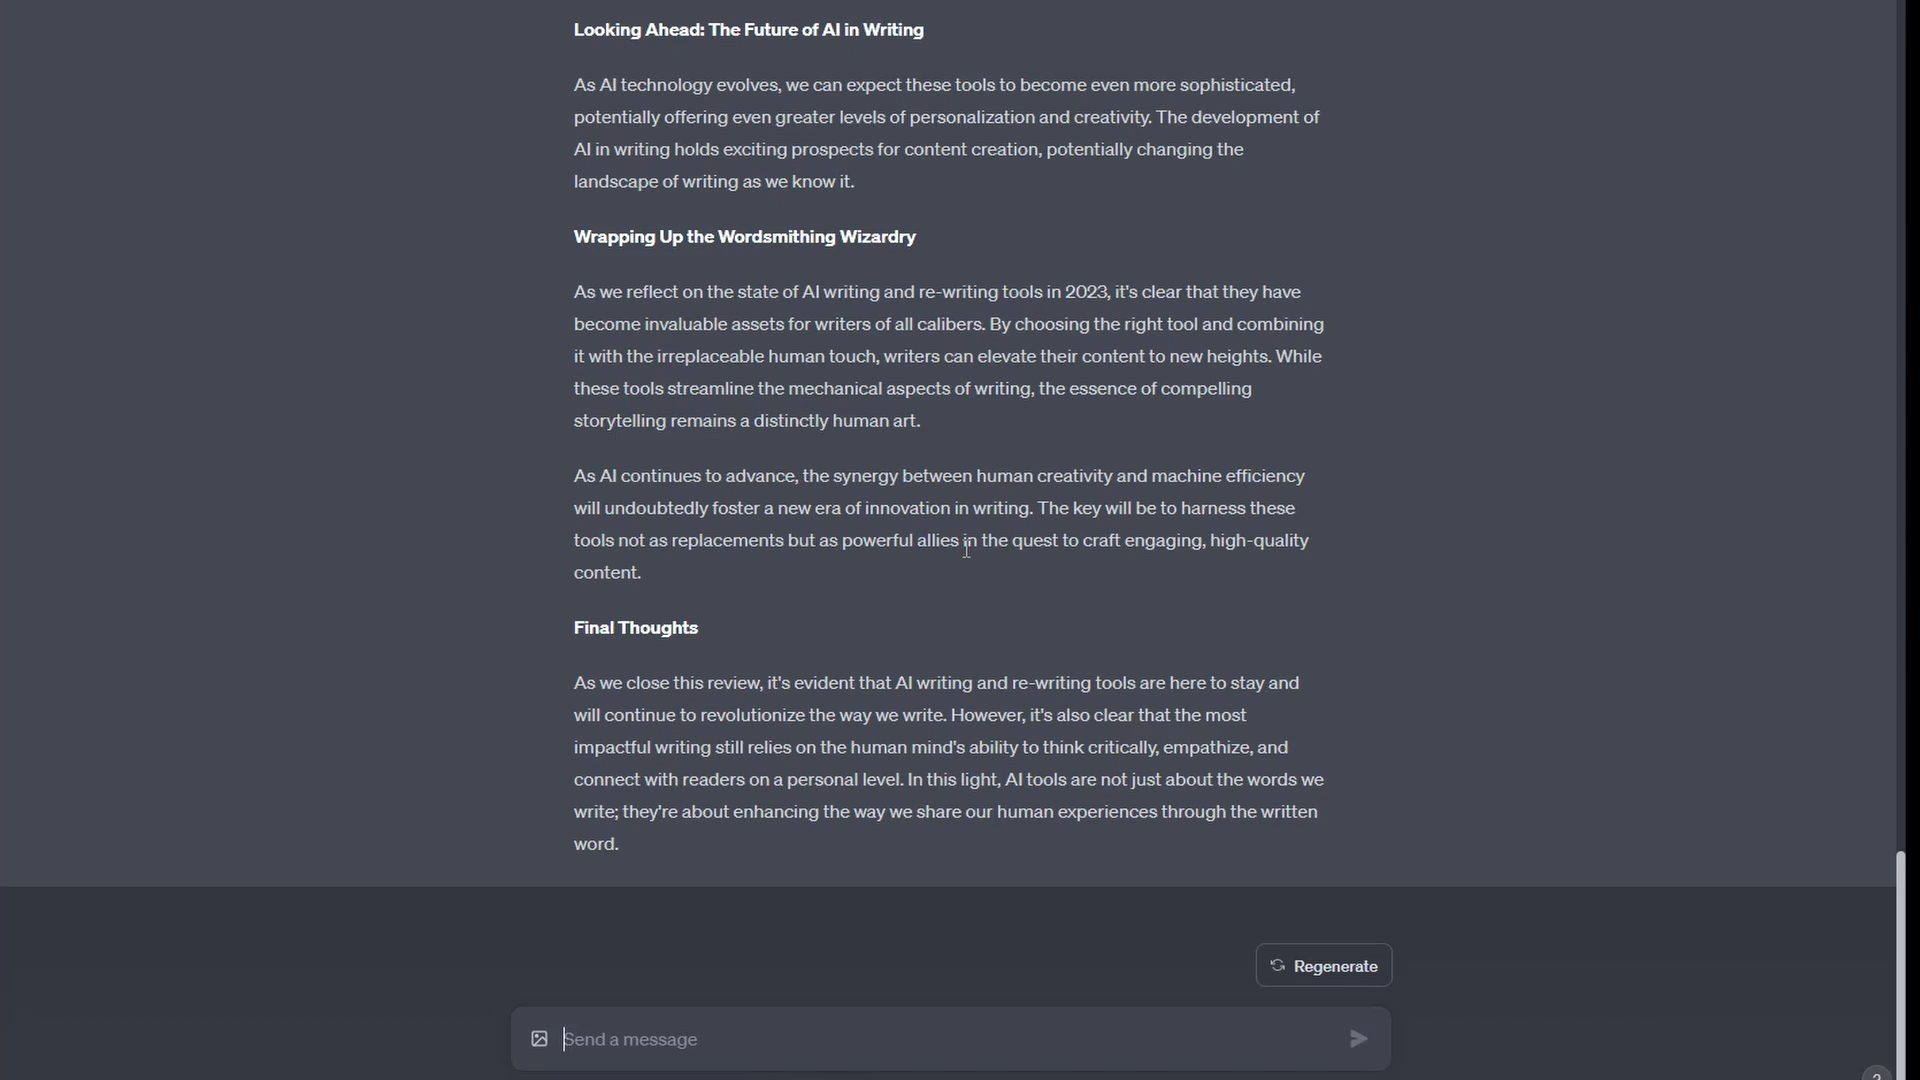 Looking Ahead: The Future of AI in Writing
As AI technology evolves, we can expect these tools to become even more sophisticated,
potentially offering even greater levels of personalization and creativity. The development of
AI in writing holds exciting prospects for content creation, potentially changing the
landscape of writing as we know it.
Wrapping Up the Wordsmithing Wizardry
As we reflect on the state of AI writing and re-writing tools in 2023, it's clear that they have
become invaluable assets for writers of all calibers. By choosing the right tool and combining
it with the irreplaceable human touch, writers can elevate their content to new heights. While
these tools streamline the mechanical aspects of writing, the essence of compelling
storytelling remains a distinctly human art.
As AI continues to advance, the synergy between human creativity and machine efficiency
will undoubtedly foster a new era of innovation in writing. The key will be to harness these
tools not as replacements but as powerful allies in the quest to craft engaging, high-quality
content.
Final Thoughts
As we close this review, it's evident that AI writing and re-writing tools are here to stay and
will continue to revolutionize the way we write. However, it's also clear that the most
impactful writing still relies on the human mind's ability to think critically, empathize, and
connect with readers on a personal level. In this light, AI tools are not just about the words we
write; they're about enhancing the way we share our human experiences through the written
word.
Regenerate
Send a message
?